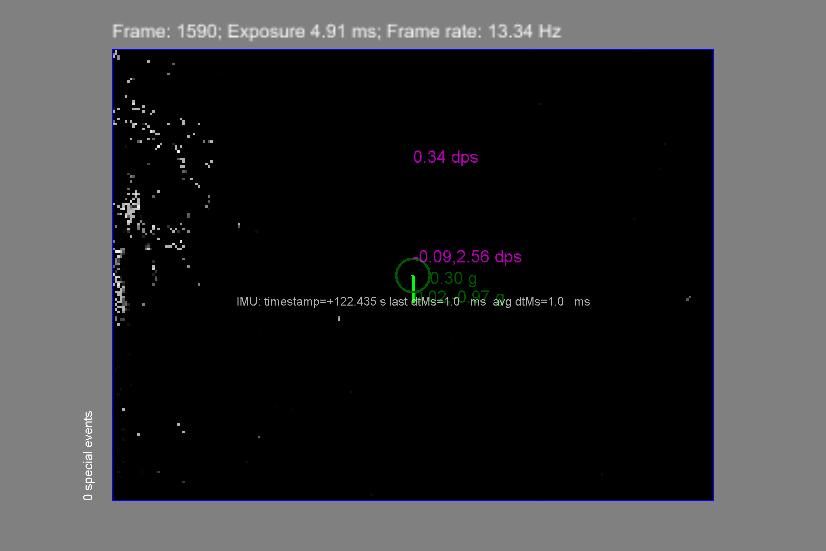 Frame: 1590; Exposure 4.91 ms; Frame rate: 13.34 Hz
0.34 dps
-0.09,2.56 dps
0.30 g
IMU: timestamp=+122.435 s last dtMs=1.0 ms avg dtMs=1.0 ms
0 special events